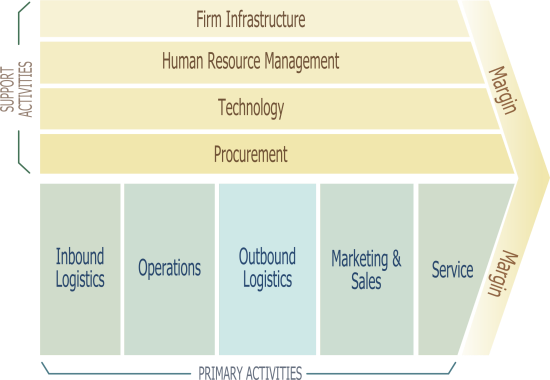 Firm Infrastructure
Human Resource Management
Technology
Procurement
SUPPORT
ACTIVITIES
Margin
Inbound
Logistics
Operations
Outbound
Logistics
Marketing &
Sales
Service
Margin
PRIMARY ACTIVITIES